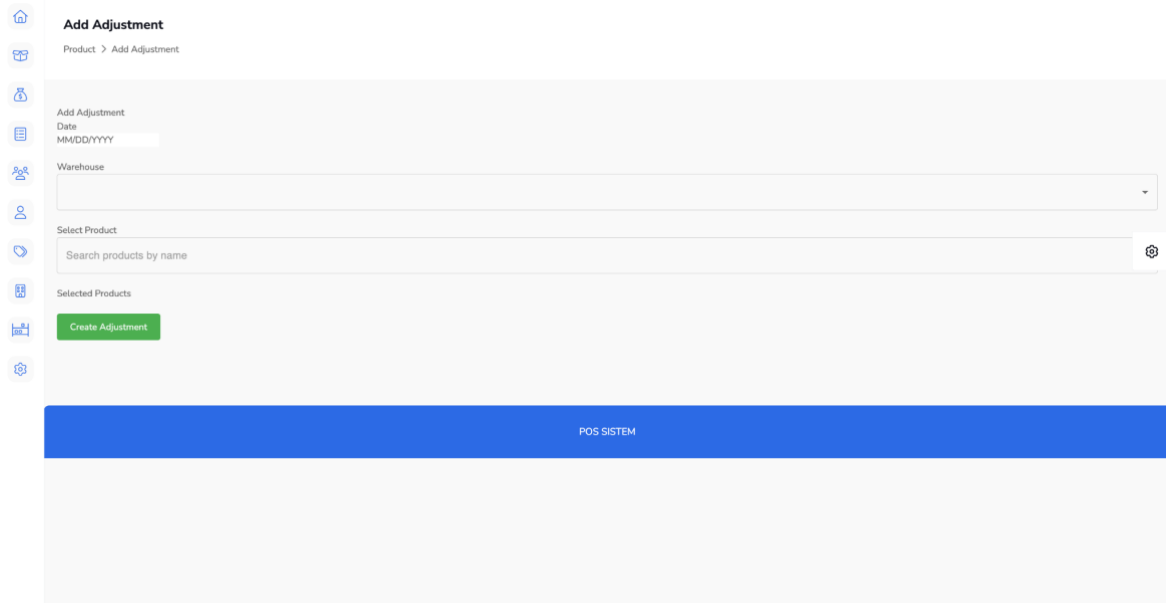 Add Adjustment
Product > Add Adjustment
Add Adjustment
Date
MM/DD/YYYY
Warehouse
Select Product
Search products by name
Selected Products
Create Adjustment
POS SISTEM